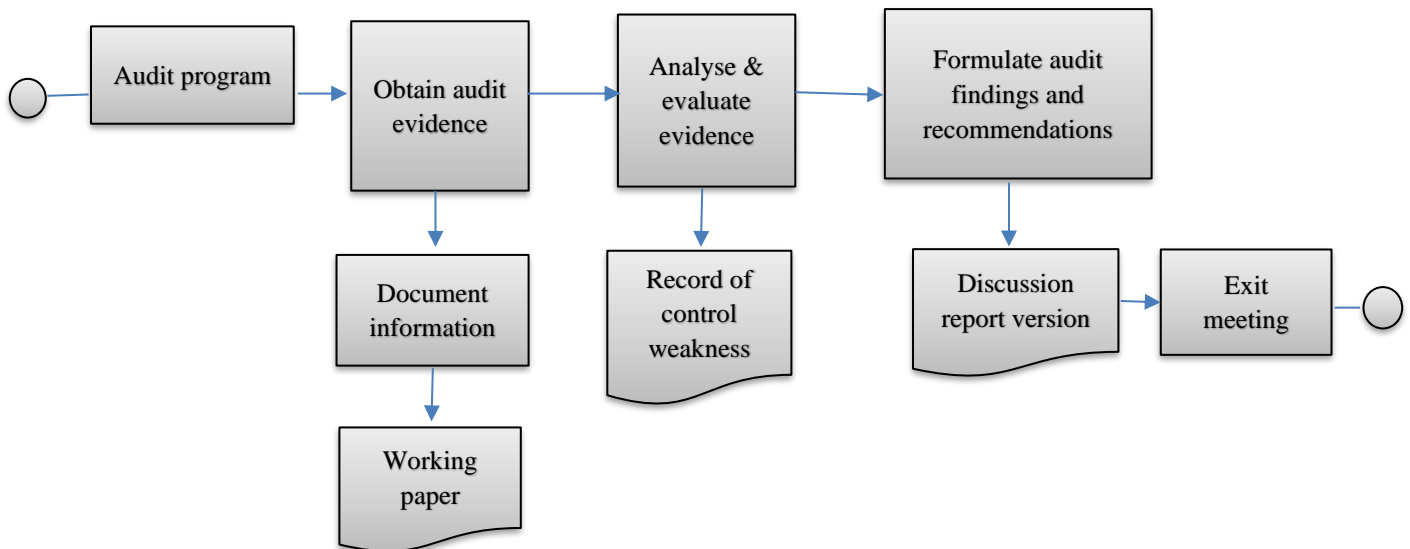 Audit program
Obtain audit
evidence
Analyse &
evaluate
evidence
Formulate audit
findings and
recommendations
Document
information
Record of
control
weakness
Discussion
report version
Exit
meeting
Working
paper